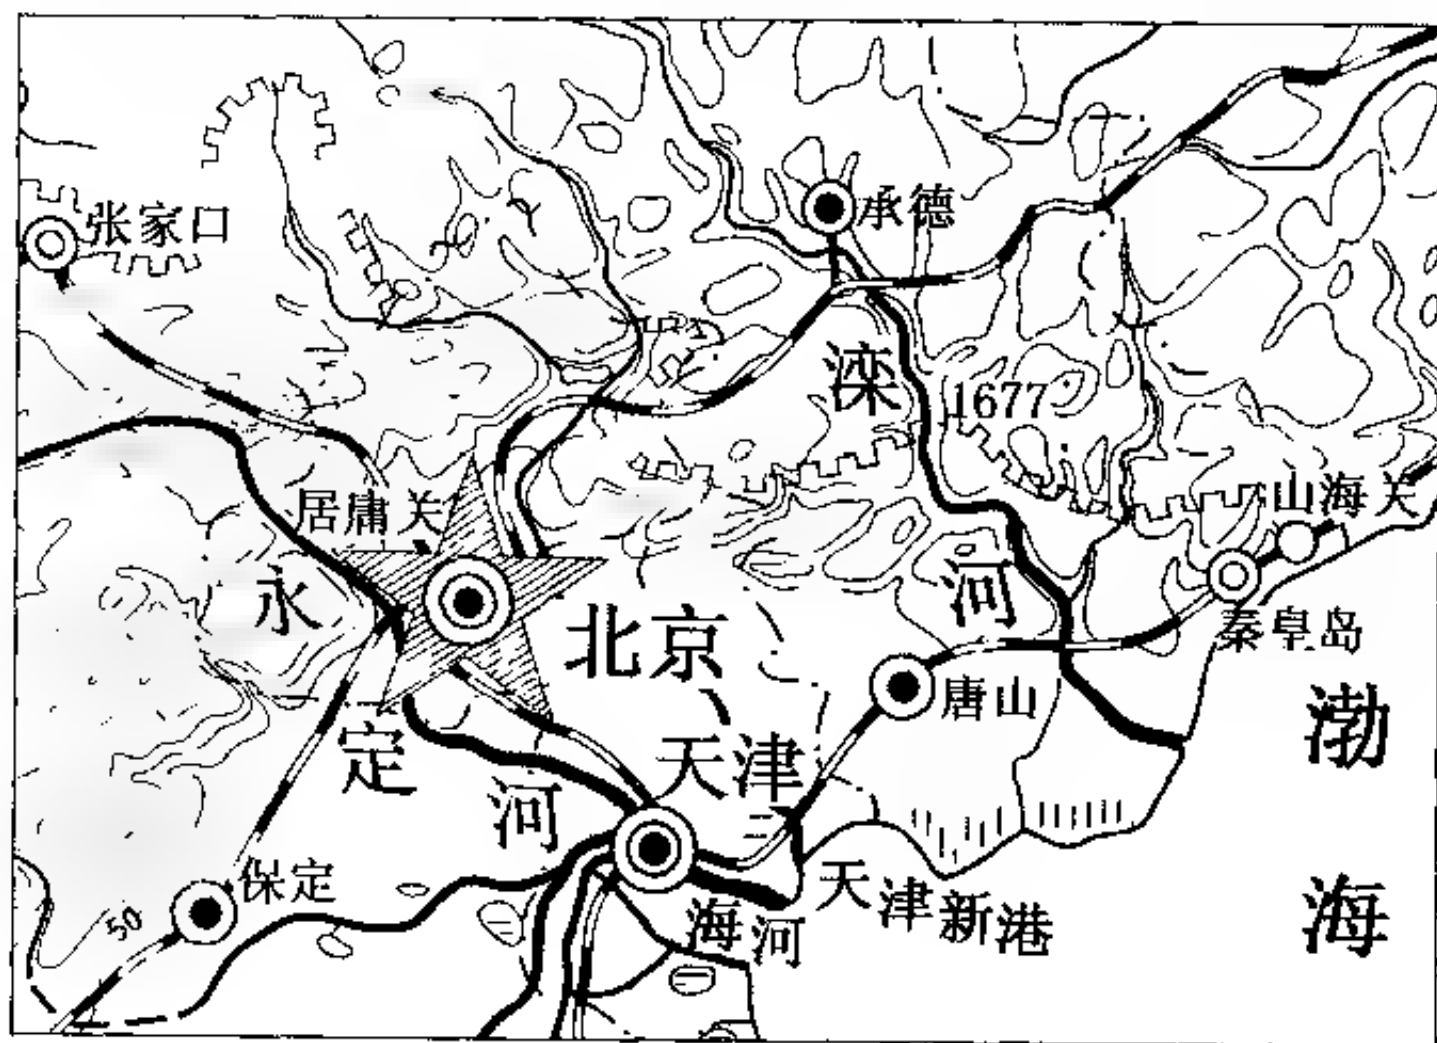 张家口
承德
滦河
1677
居庸关
山海关
永定河
北京
秦皇岛
唐山
天津
渤海
保定
50
海河
天津新港